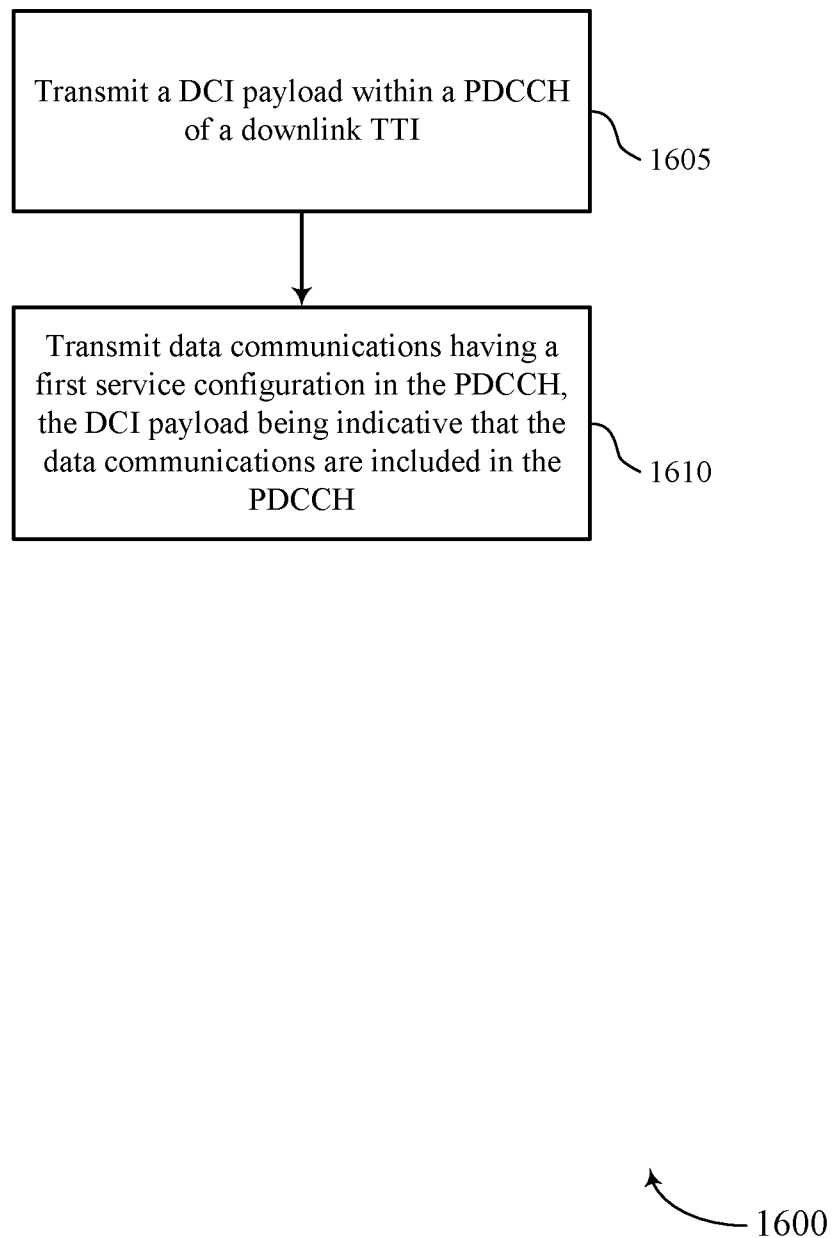 Transmit a DCI payload within a PDCCH
of a downlink TTI
1605
Transmit data communications having a
first service configuration in the PDCCH,
the DCI payload being indicative that the
data communications are included in the
PDCCH
1610
1600